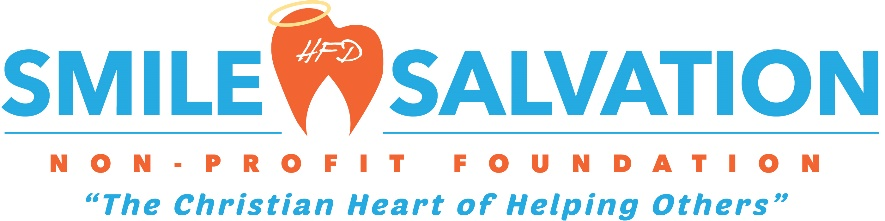 HFD
SMILE SALVATION
NON-PROFIT FOUNDATION
“The Christian Heart of Helping Others”